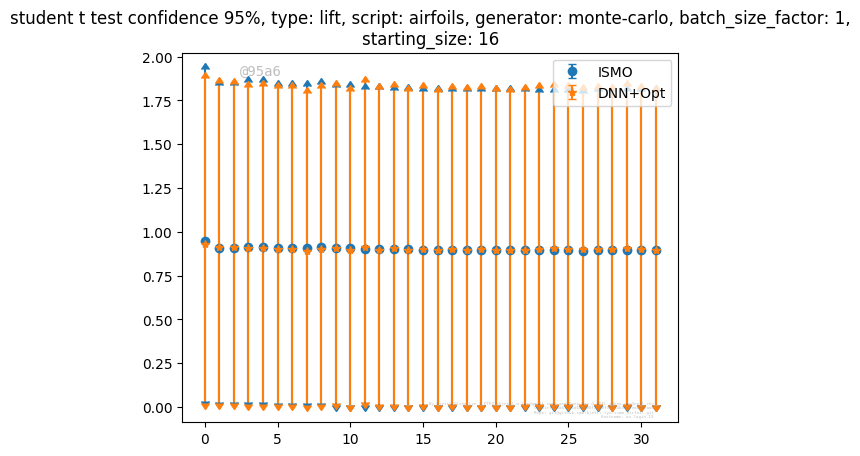 student t test confidence 95%, type: lift, script: airfoils, generator: monte-carlo, batch_size_factor: 1,
starting_size: 16
2.00
@95a6
ISMO
1.75
DNN+Opt
1.50
1.25
1.00
0.75
0.50
0.25
0.00
0 5 10 15 20 25 30